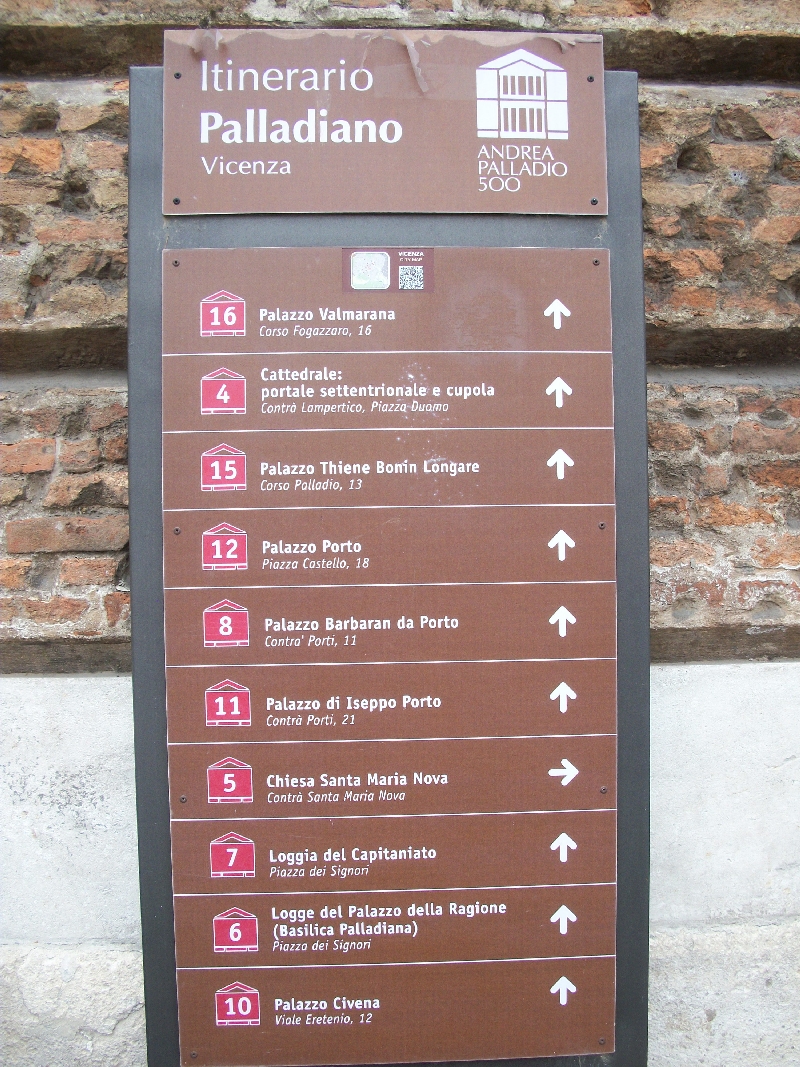 Itinerario
Palladiano
Vicenza
ANDREA
PALLADIO
500
VICENZA
CITY MAP
16
Palazzo Valmarana
Corso Fogazzaro, 16
4
Cattedrale:
portale settentrionale e cupola
Contrà Lampertico, Piazza Duomo
15
Palazzo Thiene Bonin Longare
Corso Palladio, 13
12
Palazzo Porto
Piazza Castello, 18
8
Palazzo Barbaran da Porto
Contra' Porti, 11
11
Palazzo di Iseppo Porto
Contrà Porti, 21
5
Chiesa Santa Maria Nova
Contrà Santa Maria Nova
7
Loggia del Capitaniato
Piazza dei Signori
6
Logge del Palazzo della Ragione
(Basilica Palladiana)
Piazza dei Signori
10
Palazzo Civena
Viale Eretenio, 12